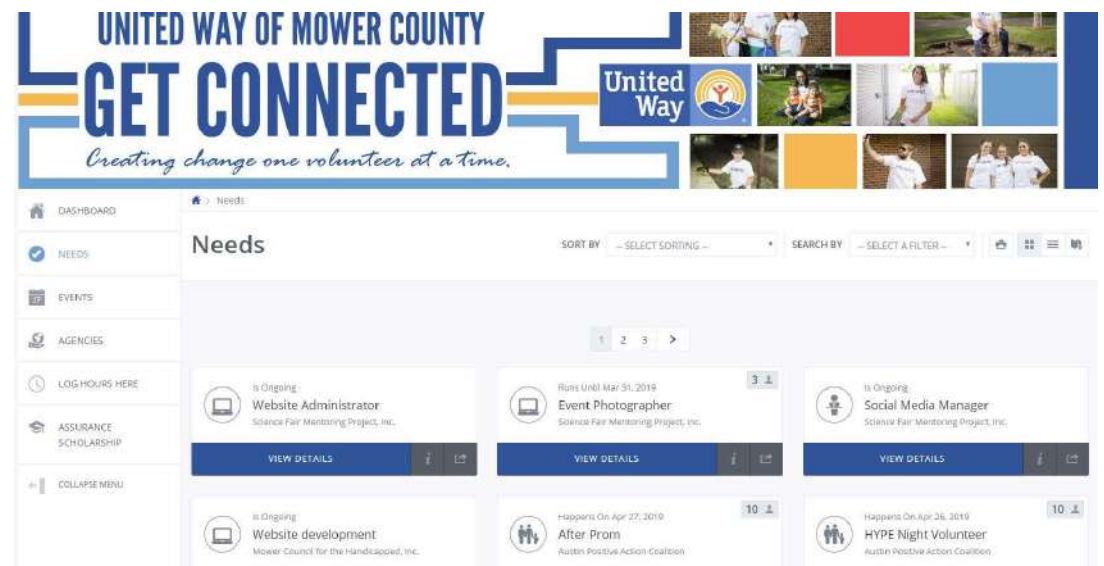 UNITED WAY OF MOWER COUNTY
GET CONNECTED
Creating change one volunteer at a time.
United
Way
DASHBOARD
NEEDS
EVENTS
AGENCIES
LOG HOURS HERE
ASSURANCE
SCHOLARSHIP
COLLAPSE MENU
> Needs
Needs
SORT BY
-- SELECT SORTING --
SEARCH BY
-- SELECT A FILTER --
1 2 3 >
Is Ongoing
Website Administrator
Science Fair Mentoring Project, Inc.
VIEW DETAILS
i
Runs Until Mar 31, 2019
3
Event Photographer
Science Fair Mentoring Project, Inc.
VIEW DETAILS
i
Is Ongoing
Social Media Manager
Science Fair Mentoring Project, Inc.
VIEW DETAILS
i
Is Ongoing
Website development
Mower Council for the Handicapped, Inc.
Happens On Apr 27, 2019
10
After Prom
Austin Positive Action Coalition
Happens On Apr 26, 2019
10
HYPE Night Volunteer
Austin Positive Action Coalition